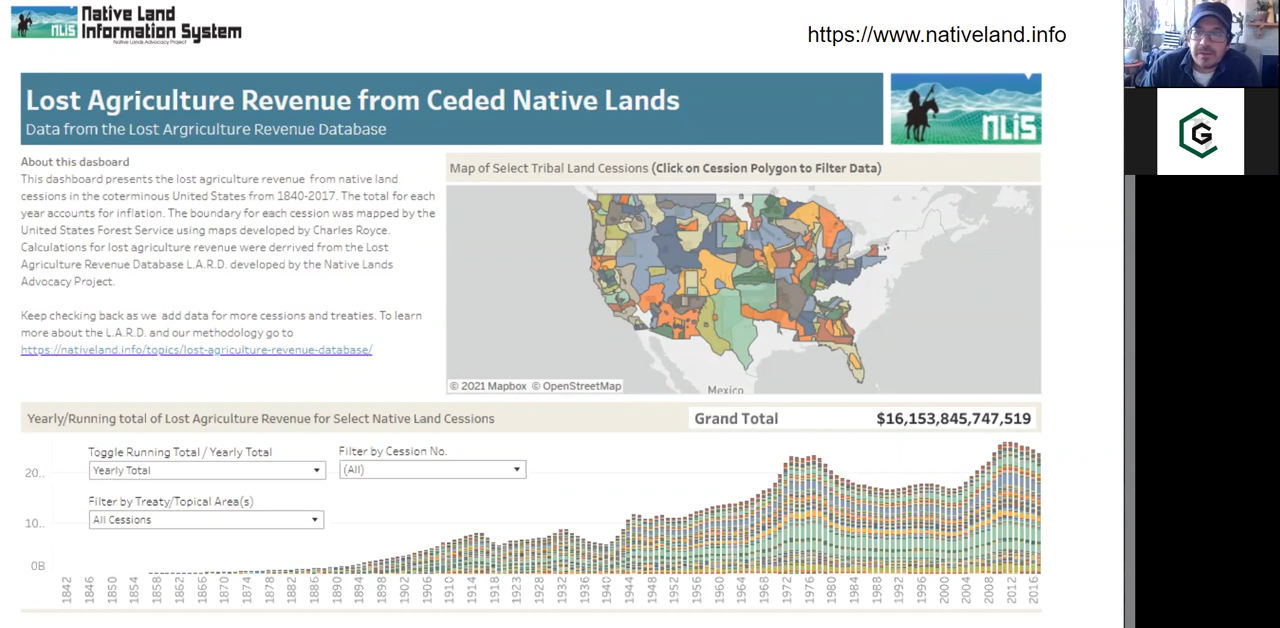 Native Land
Information System
Native Lands Advocacy Project
NLIS
https://www.nativeland.info
Lost Agriculture Revenue from Ceded Native Lands
Data from the Lost Argriculture Revenue Database
NLIS
About this dasboard
This dashboard presents the lost agriculture revenue from native land
cessions in the coterminous United States from 1840-2017. The total for each
year accounts for inflation. The boundary for each cession was mapped by the
United States Forest Service using maps developed by Charles Royce.
Calculations for lost agriculture revenue were derrived from the Lost
Agriculture Revenue Database L.A.R.D. developed by the Native Lands
Advocacy Project.
Keep checking back as we add data for more cessions and treaties. To learn
more about the L.A.R.D. and our methodology go to
https://nativeland.info/topics/lost-agriculture-revenue-database/
Map of Select Tribal Land Cessions (Click on Cession Polygon to Filter Data)
© 2021 Mapbox © OpenStreetMap
Mexico
Yearly/Running total of Lost Agriculture Revenue for Select Native Land Cessions
Grand Total $16,153,845,747,519
Toggle Running Total / Yearly Total
Yearly Total
Filter by Cession No.
(All)
Filter by Treaty/Topical Area(s)
All Cessions
20..
10..
0B
1842 1846 1850 1854 1858 1862 1866 1870 1874 1878 1882 1886 1890 1894 1898 1902 1906 1910 1914 1918 1923 1928 1932 1936 1940 1944 1948 1952 1956 1960 1964 1968 1972 1976 1980 1984 1988 1992 1996 2000 2004 2008 2012 2016
G